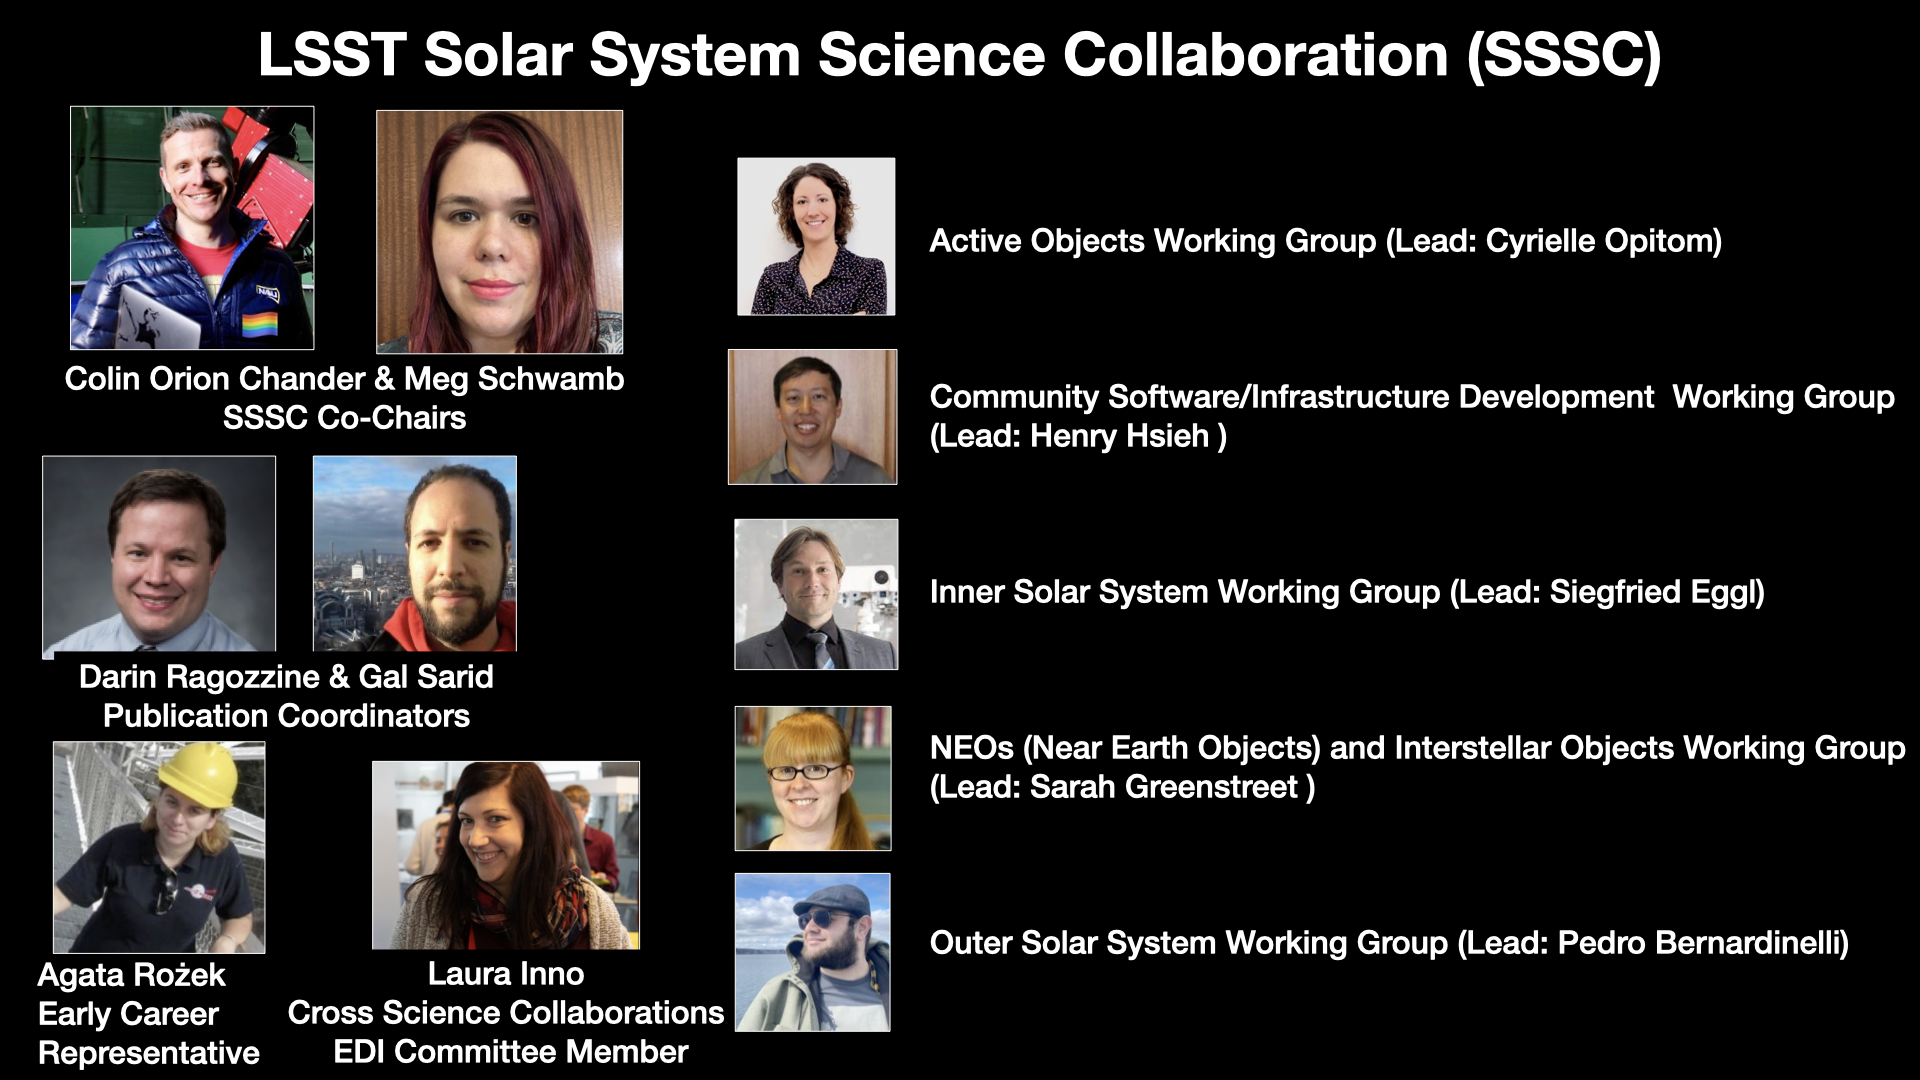 LSST Solar System Science Collaboration (SSSC)
NAU
Colin Orion Chander & Meg Schwamb
SSSC Co-Chairs
Darin Ragozzine & Gal Sarid
Publication Coordinators
Agata Rożek
Early Career
Representative
Laura Inno
Cross Science Collaborations
EDI Committee Member
Active Objects Working Group (Lead: Cyrielle Opitom)
Community Software/Infrastructure Development  Working Group
(Lead: Henry Hsieh )
Inner Solar System Working Group (Lead: Siegfried Eggl)
NEOs (Near Earth Objects) and Interstellar Objects Working Group
(Lead: Sarah Greenstreet )
Outer Solar System Working Group (Lead: Pedro Bernardinelli)